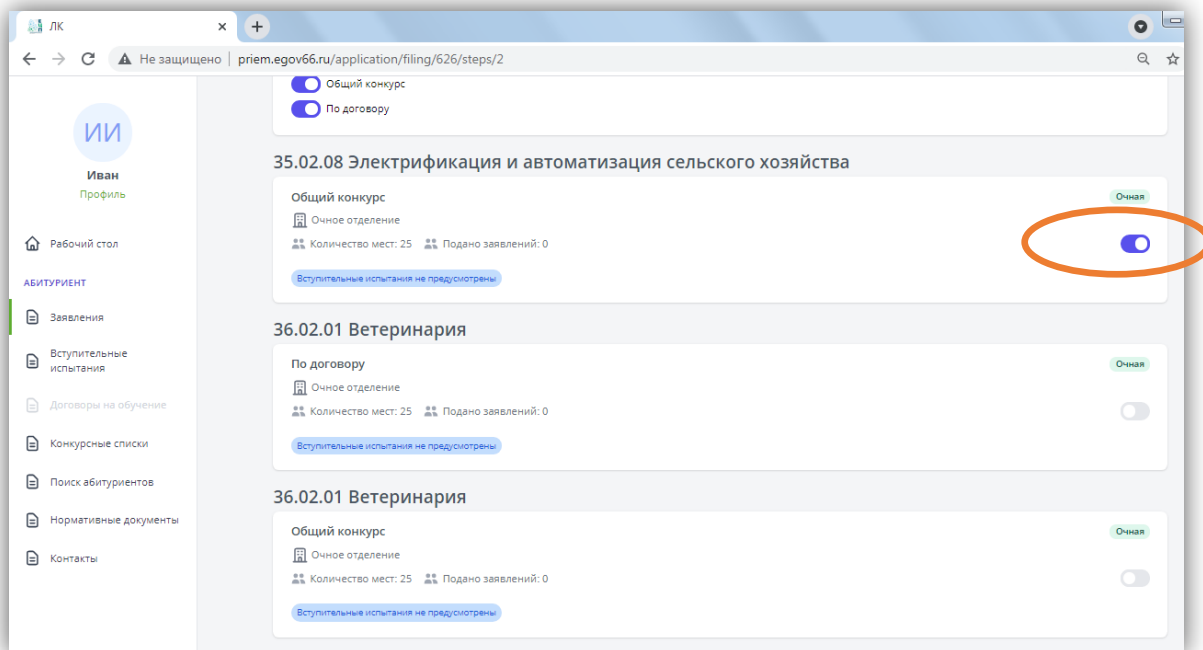 ЛК
Не защищено | priem.egov66.ru/application/filing/626/steps/2
ИИ
Иван
Профиль
Рабочий стол
АБИТУРИЕНТ
Заявления
Вступительные
испытания
Договоры на обучение
Конкурсные списки
Поиск абитуриентов
Нормативные документы
Контакты
Общий конкурс
По договору
35.02.08 Электрификация и автоматизация сельского хозяйства
Общий конкурс Очная
Очное отделение
Количество мест: 25 Подано заявлений: 0
Вступительные испытания не предусмотрены
36.02.01 Ветеринария
По договору Очная
Очное отделение
Количество мест: 25 Подано заявлений: 0
Вступительные испытания не предусмотрены
36.02.01 Ветеринария
Общий конкурс Очная
Очное отделение
Количество мест: 25 Подано заявлений: 0
Вступительные испытания не предусмотрены